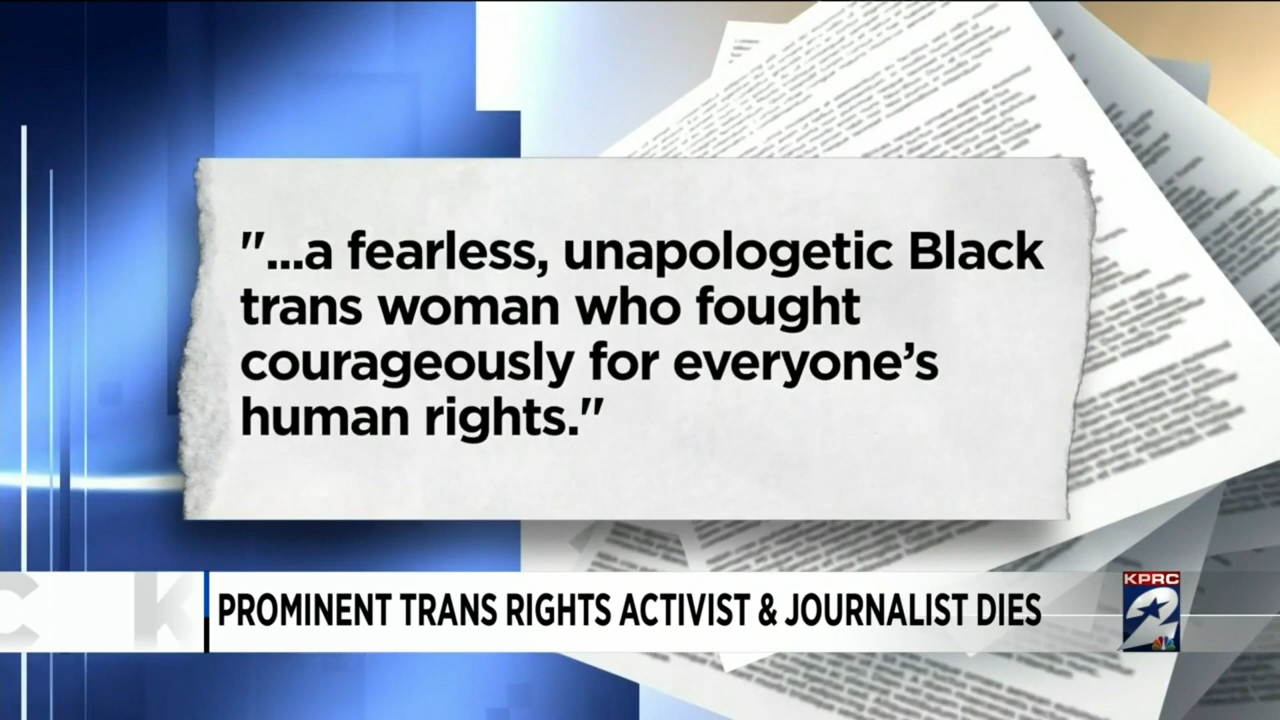 "...a fearless, unapologetic Black
trans woman who fought
courageously for everyone’s
human rights."
C K
PROMINENT TRANS RIGHTS ACTIVIST & JOURNALIST DIES
KPRC
2